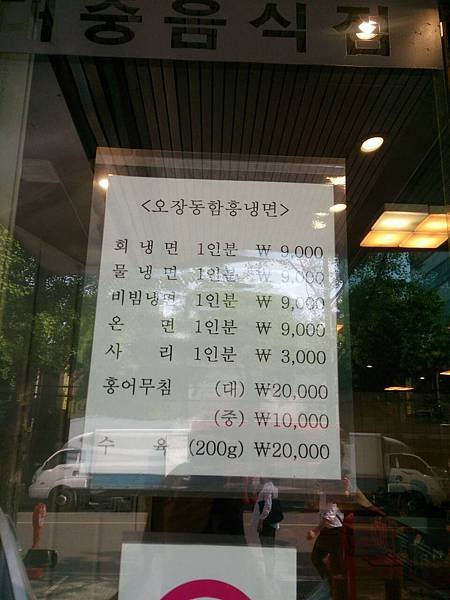 대중음식점
<오장동함흥냉면>
회 냉 면 1인분 ₩ 9,000
물 냉 면 1인분 ₩ 9,000
비빔냉면 1인분 ₩ 9,000
온 면 1인분 ₩ 9,000
사 리 1인분 ₩ 3,000
홍어무침 (대) ₩20,000
(중) ₩10,000
수 육 (200g) ₩20,000